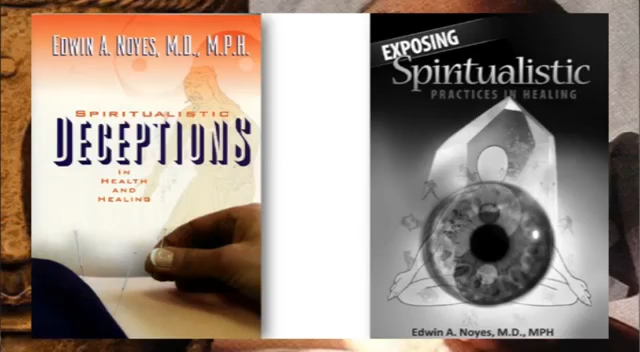 EDWIN A. NOYES, M.D., M.P.H.
SPIRITUALISTIC
DECEPTIONS
IN
HEALTH
AND
HEALING
EXPOSING
Spiritualistic
PRACTICES IN HEALING
Edwin A. Noyes, M.D., MPH